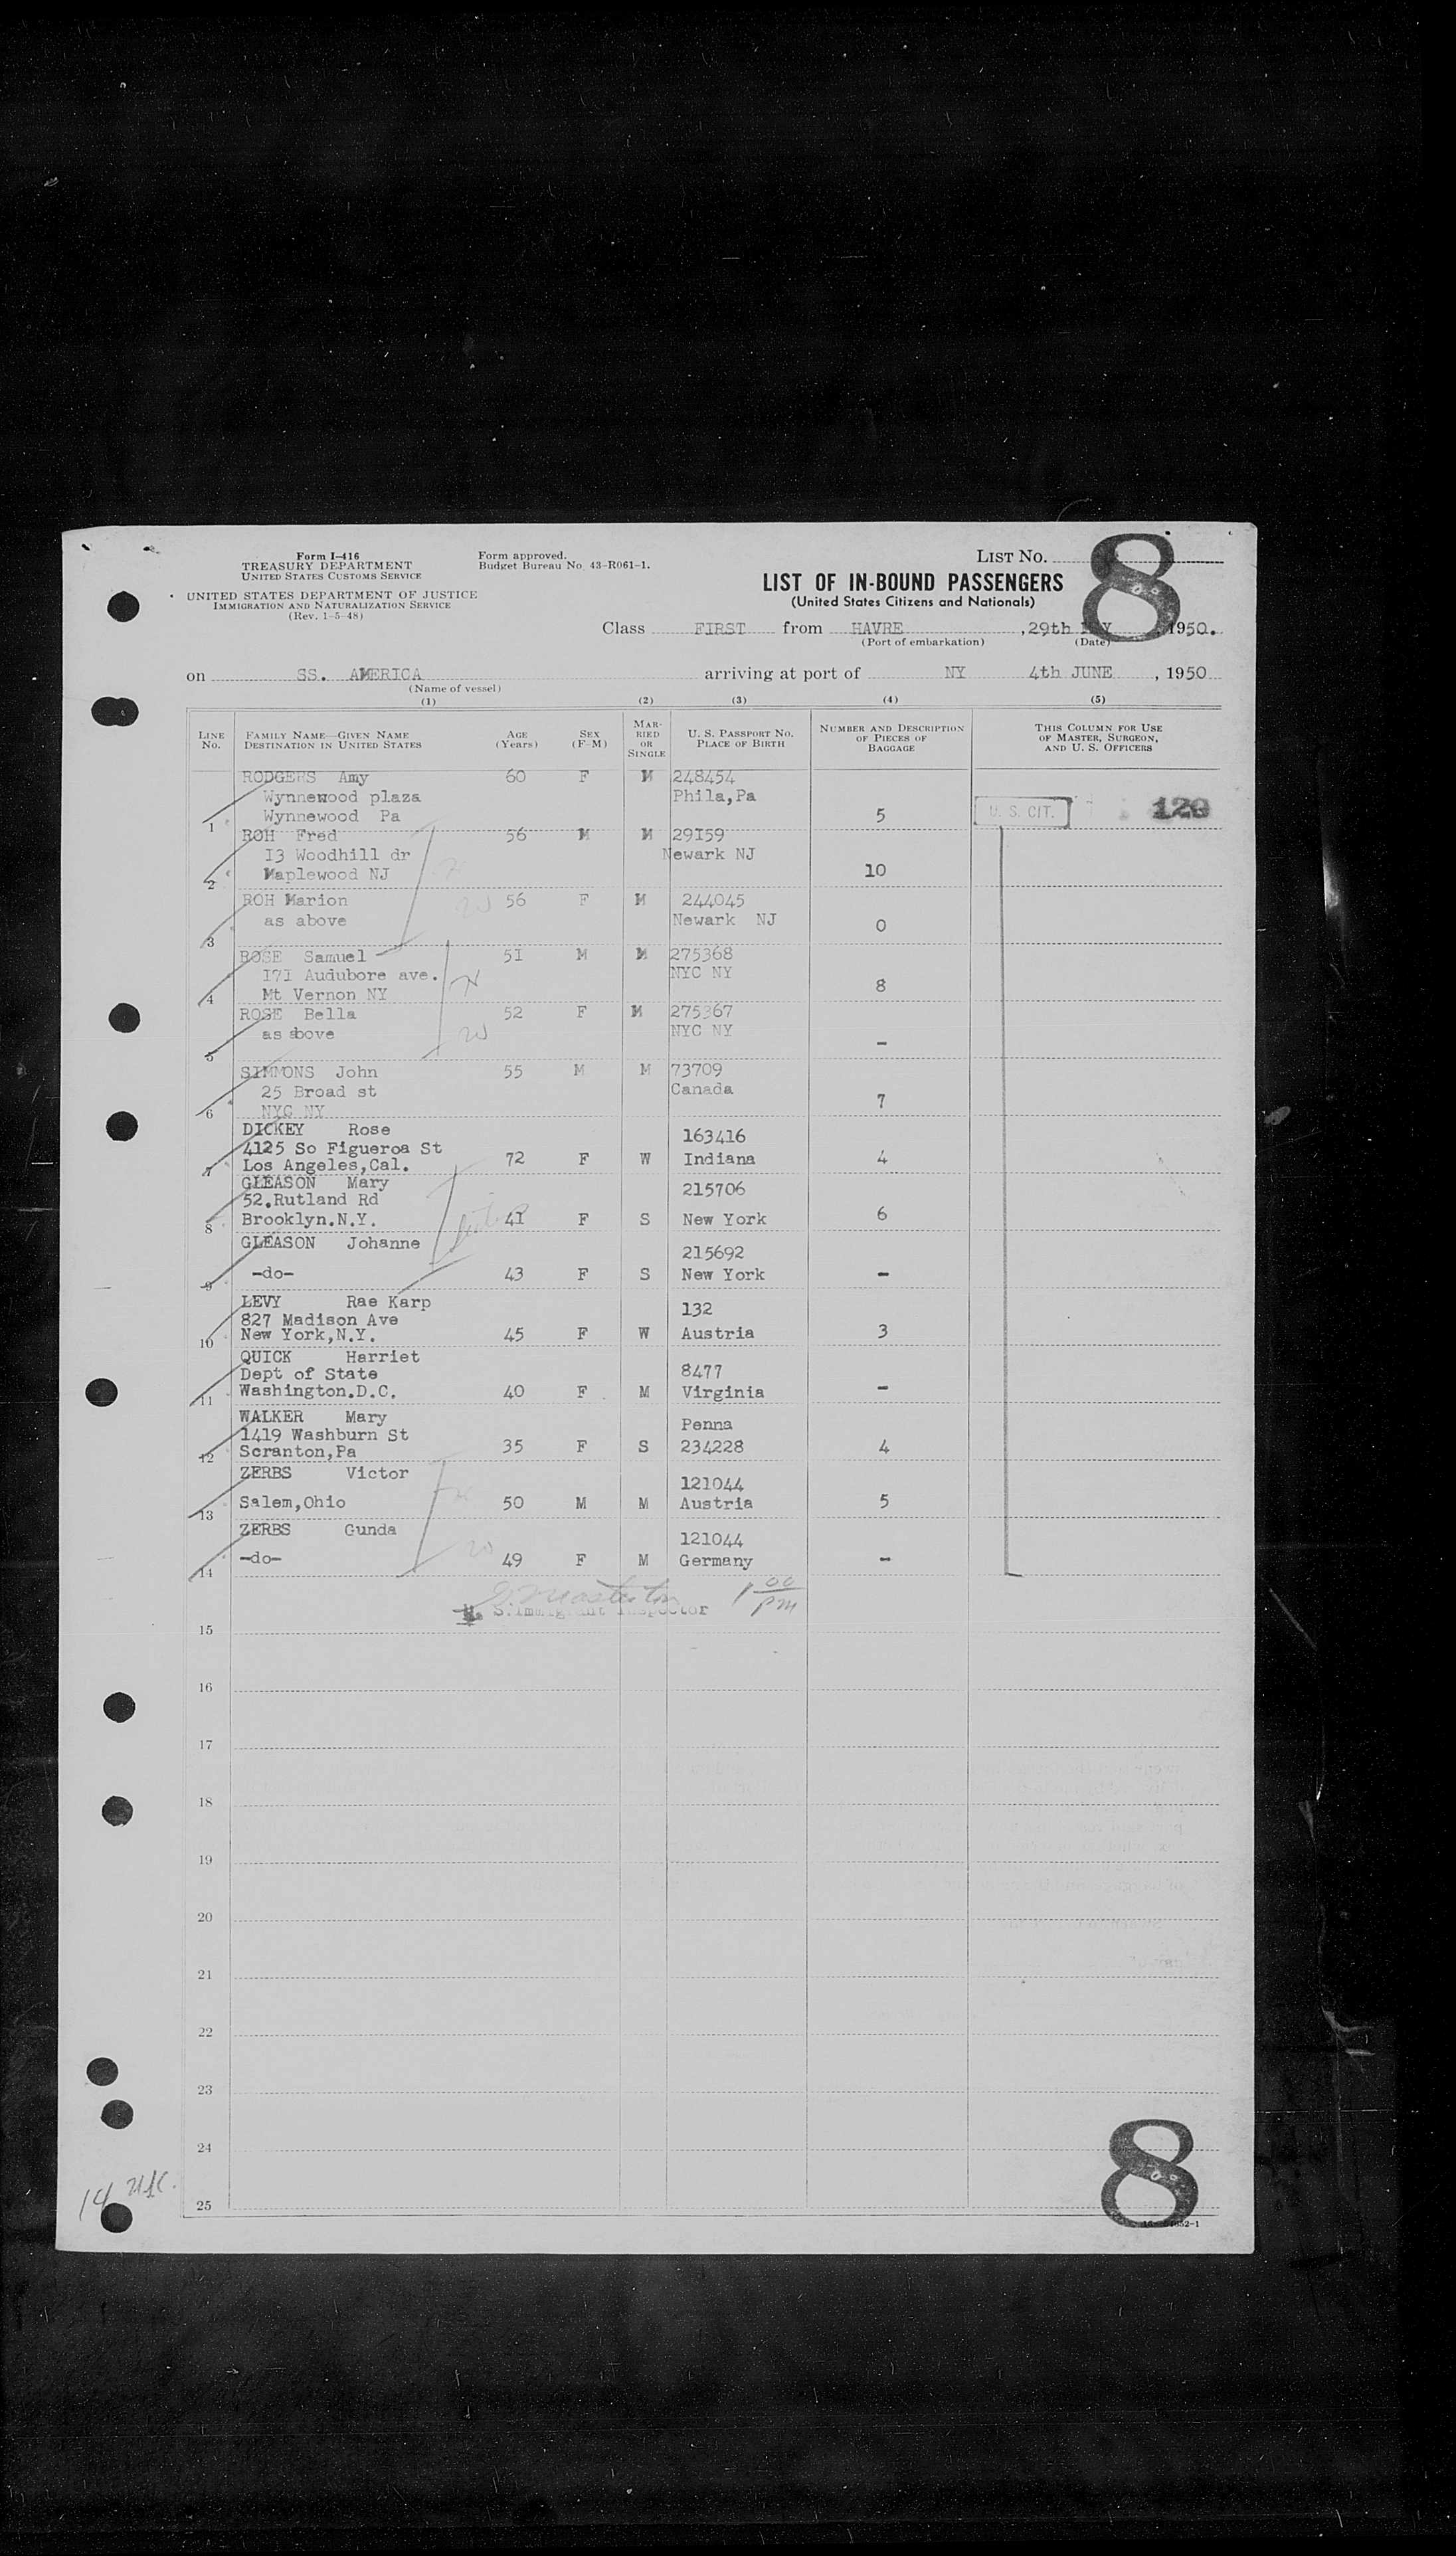 Form I-416
TREASURY DEPARTMENT
UNITED STATES CUSTOMS SERVICE
UNITED STATES DEPARTMENT OF JUSTICE
IMMIGRATION AND NATURALIZATION SERVICE
(Rev. 1-5-48)
Form approved.
Budget Bureau No. 43-R061-1.
LIST No. 8
LIST OF IN-BOUND PASSENGERS
(United States Citizens and Nationals)
Class FIRST from HAVRE , 29th , 1950.
(Port of embarkation) (Date)
on SS. AMERICA arriving at port of NY 4th JUNE , 1950
(Name of vessel)
(1) (2) (3) (4) (5)
LINE No. FAMILY NAME—GIVEN NAME DESTINATION IN UNITED STATES AGE (Years) SEX (F-M) MARRIED OR SINGLE U. S. PASSPORT NO. PLACE OF BIRTH NUMBER AND DESCRIPTION OF PIECES OF BAGGAGE THIS COLUMN FOR USE OF MASTER, SURGEON, AND U. S. OFFICERS
RODGERS Amy 60 F M 248454
Wynnewood plaza Phila,Pa
1 Wynnewood Pa 5 U. S. CIT. 120
ROH Fred 56 M M 29I59
I3 Woodhill dr Newark NJ
2 Maplewood NJ 10
ROH Marion 56 F M 244045
as above Newark NJ
3 0
ROSE Samuel 5I M M 275368
I7I Audubore ave. NYC NY
4 Mt Vernon NY 8
ROSE Bella 52 F M 275367
as above NYC NY
5 -
SIMMONS John 55 M M 73709
25 Broad st Canada
6 NYC NY 7
DICKEY Rose 163416
4125 So Figueroa St
7 Los Angeles,Cal. 72 F W Indiana 4
GLEASON Mary 215706
52.Rutland Rd
8 Brooklyn.N.Y. 41 F S New York 6
GLEASON Johanne 215692
9 -do- 43 F S New York -
LEVY Rae Karp 132
827 Madison Ave
10 New York,N.Y. 45 F W Austria 3
QUICK Harriet 8477
Dept of State
11 Washington.D.C. 40 F M Virginia -
WALKER Mary Penna
1419 Washburn St
12 Scranton,Pa 35 F S 234228 4
ZERBS Victor 121044
13 Salem,Ohio 50 M M Austria 5
ZERBS Gunda 121044
14 -do- 49 F M Germany -
U. S. Immigrant Inspector 1 00 pm
15
16
17
18
19
20
21
22
23
24
25
14
8